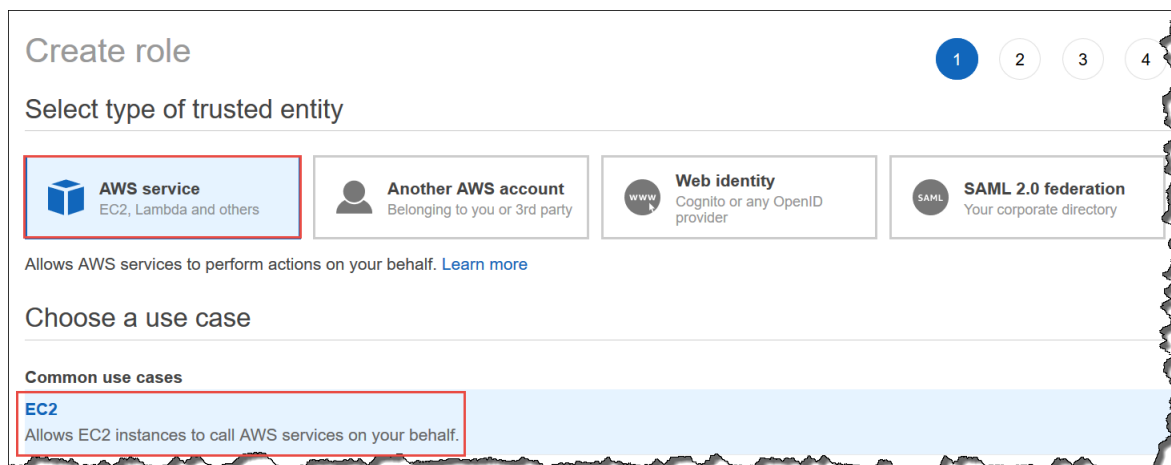 Create role
1 2 3 4
Select type of trusted entity
AWS service
EC2, Lambda and others
Another AWS account
Belonging to you or 3rd party
www
Web identity
Cognito or any OpenID
provider
SAML
SAML 2.0 federation
Your corporate directory
Allows AWS services to perform actions on your behalf. Learn more
Choose a use case
Common use cases
EC2
Allows EC2 instances to call AWS services on your behalf.